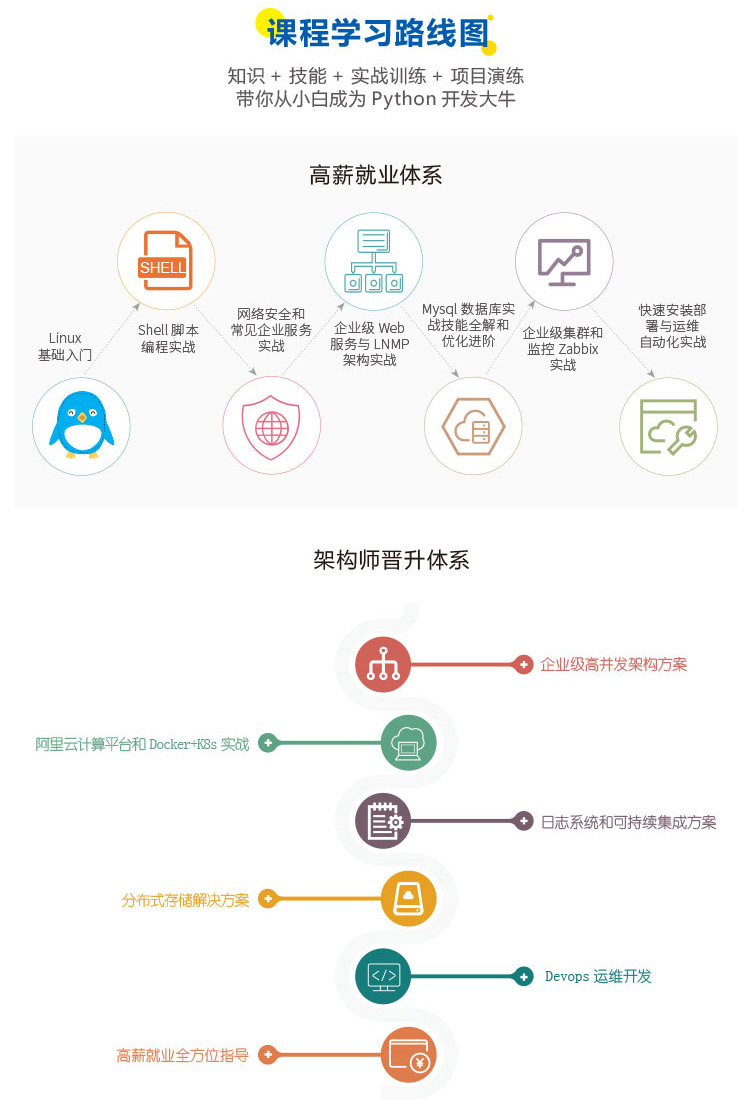 课程学习路线图
知识 + 技能 + 实战训练 + 项目演练
带你从小白成为 Python 开发大牛
高薪就业体系
Linux
基础入门
SHELL
Shell 脚本
编程实战
网络安全和
常见企业服务
实战
企业级 Web
服务与 LNMP
架构实战
Mysql 数据库实
战技能全解和
优化进阶
企业级集群和
监控 Zabbix
实战
快速安装部
署与运维
自动化实战
架构师晋升体系
企业级高并发架构方案
阿里云计算平台和 Docker+K8s 实战
日志系统和可持续集成方案
分布式存储解决方案
</>
Devops 运维开发
高薪就业全方位指导
¥